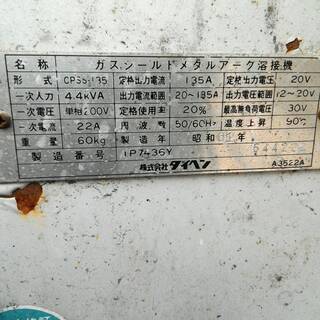 名称 ガスシールドメタルアーク溶接機
形式 CPSS-135 定格出力電流 135A 定格出力電圧 20V
一次入力 4.4kVA 出力電流範囲 20~135A 出力電圧範囲 12~20V
一次電圧 単相200V 定格使用率 20% 最高無負荷電圧 30V
一次電流 22A 周波数 50/60Hz 温度上昇 90℃
重量 60kg 昭和 年
製造番号 1P7436Y
株式会社ダイヘン A3522A